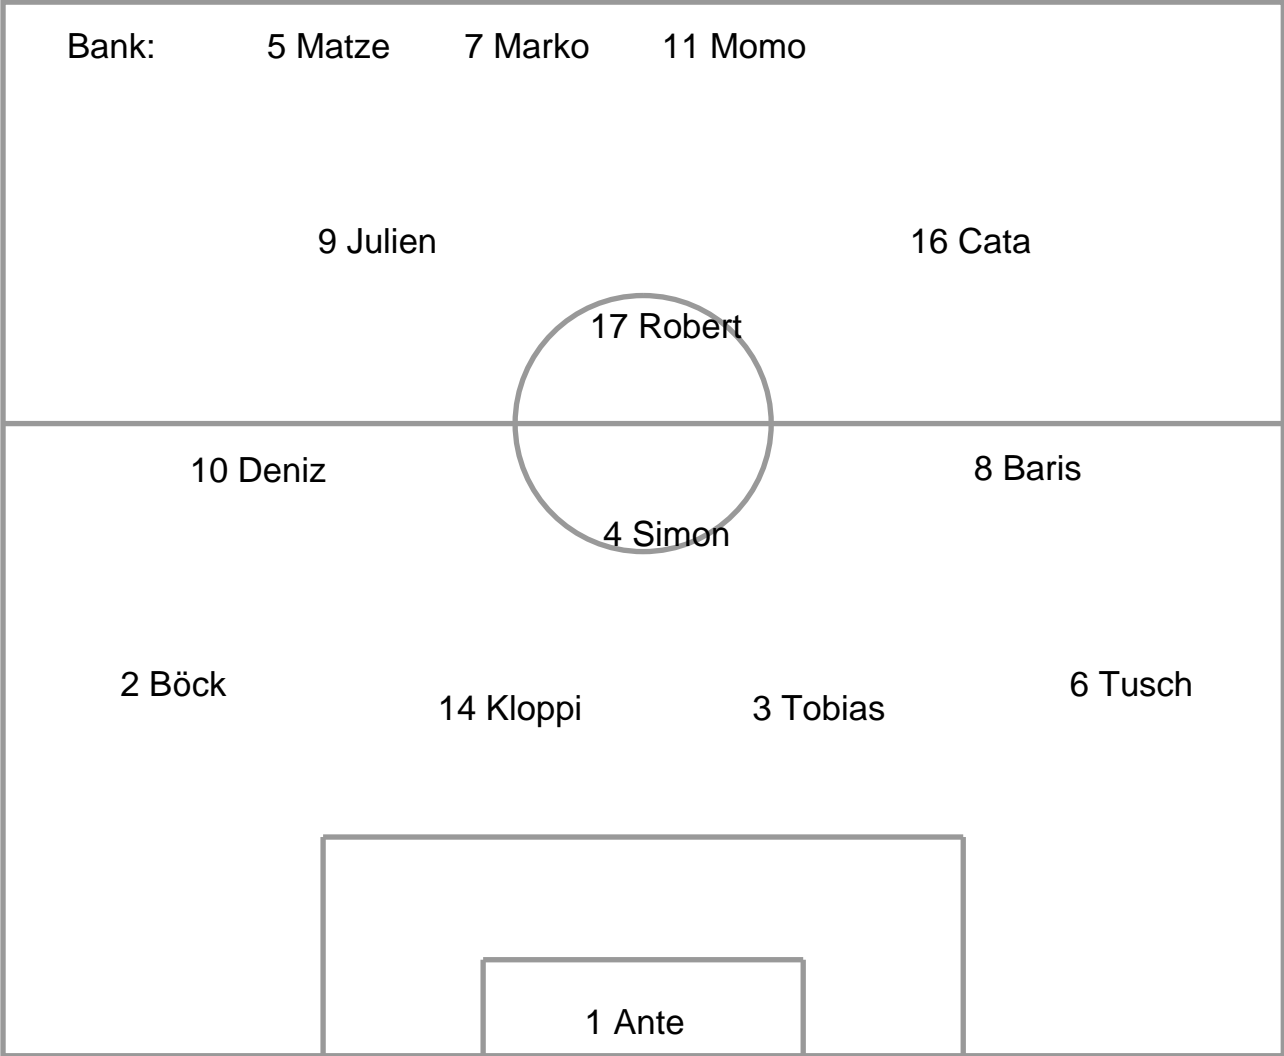 Bank: 5 Matze 7 Marko 11 Momo
9 Julien 16 Cata
17 Robert
10 Deniz 8 Baris
4 Simon
2 Böck 6 Tusch
14 Kloppi 3 Tobias
1 Ante